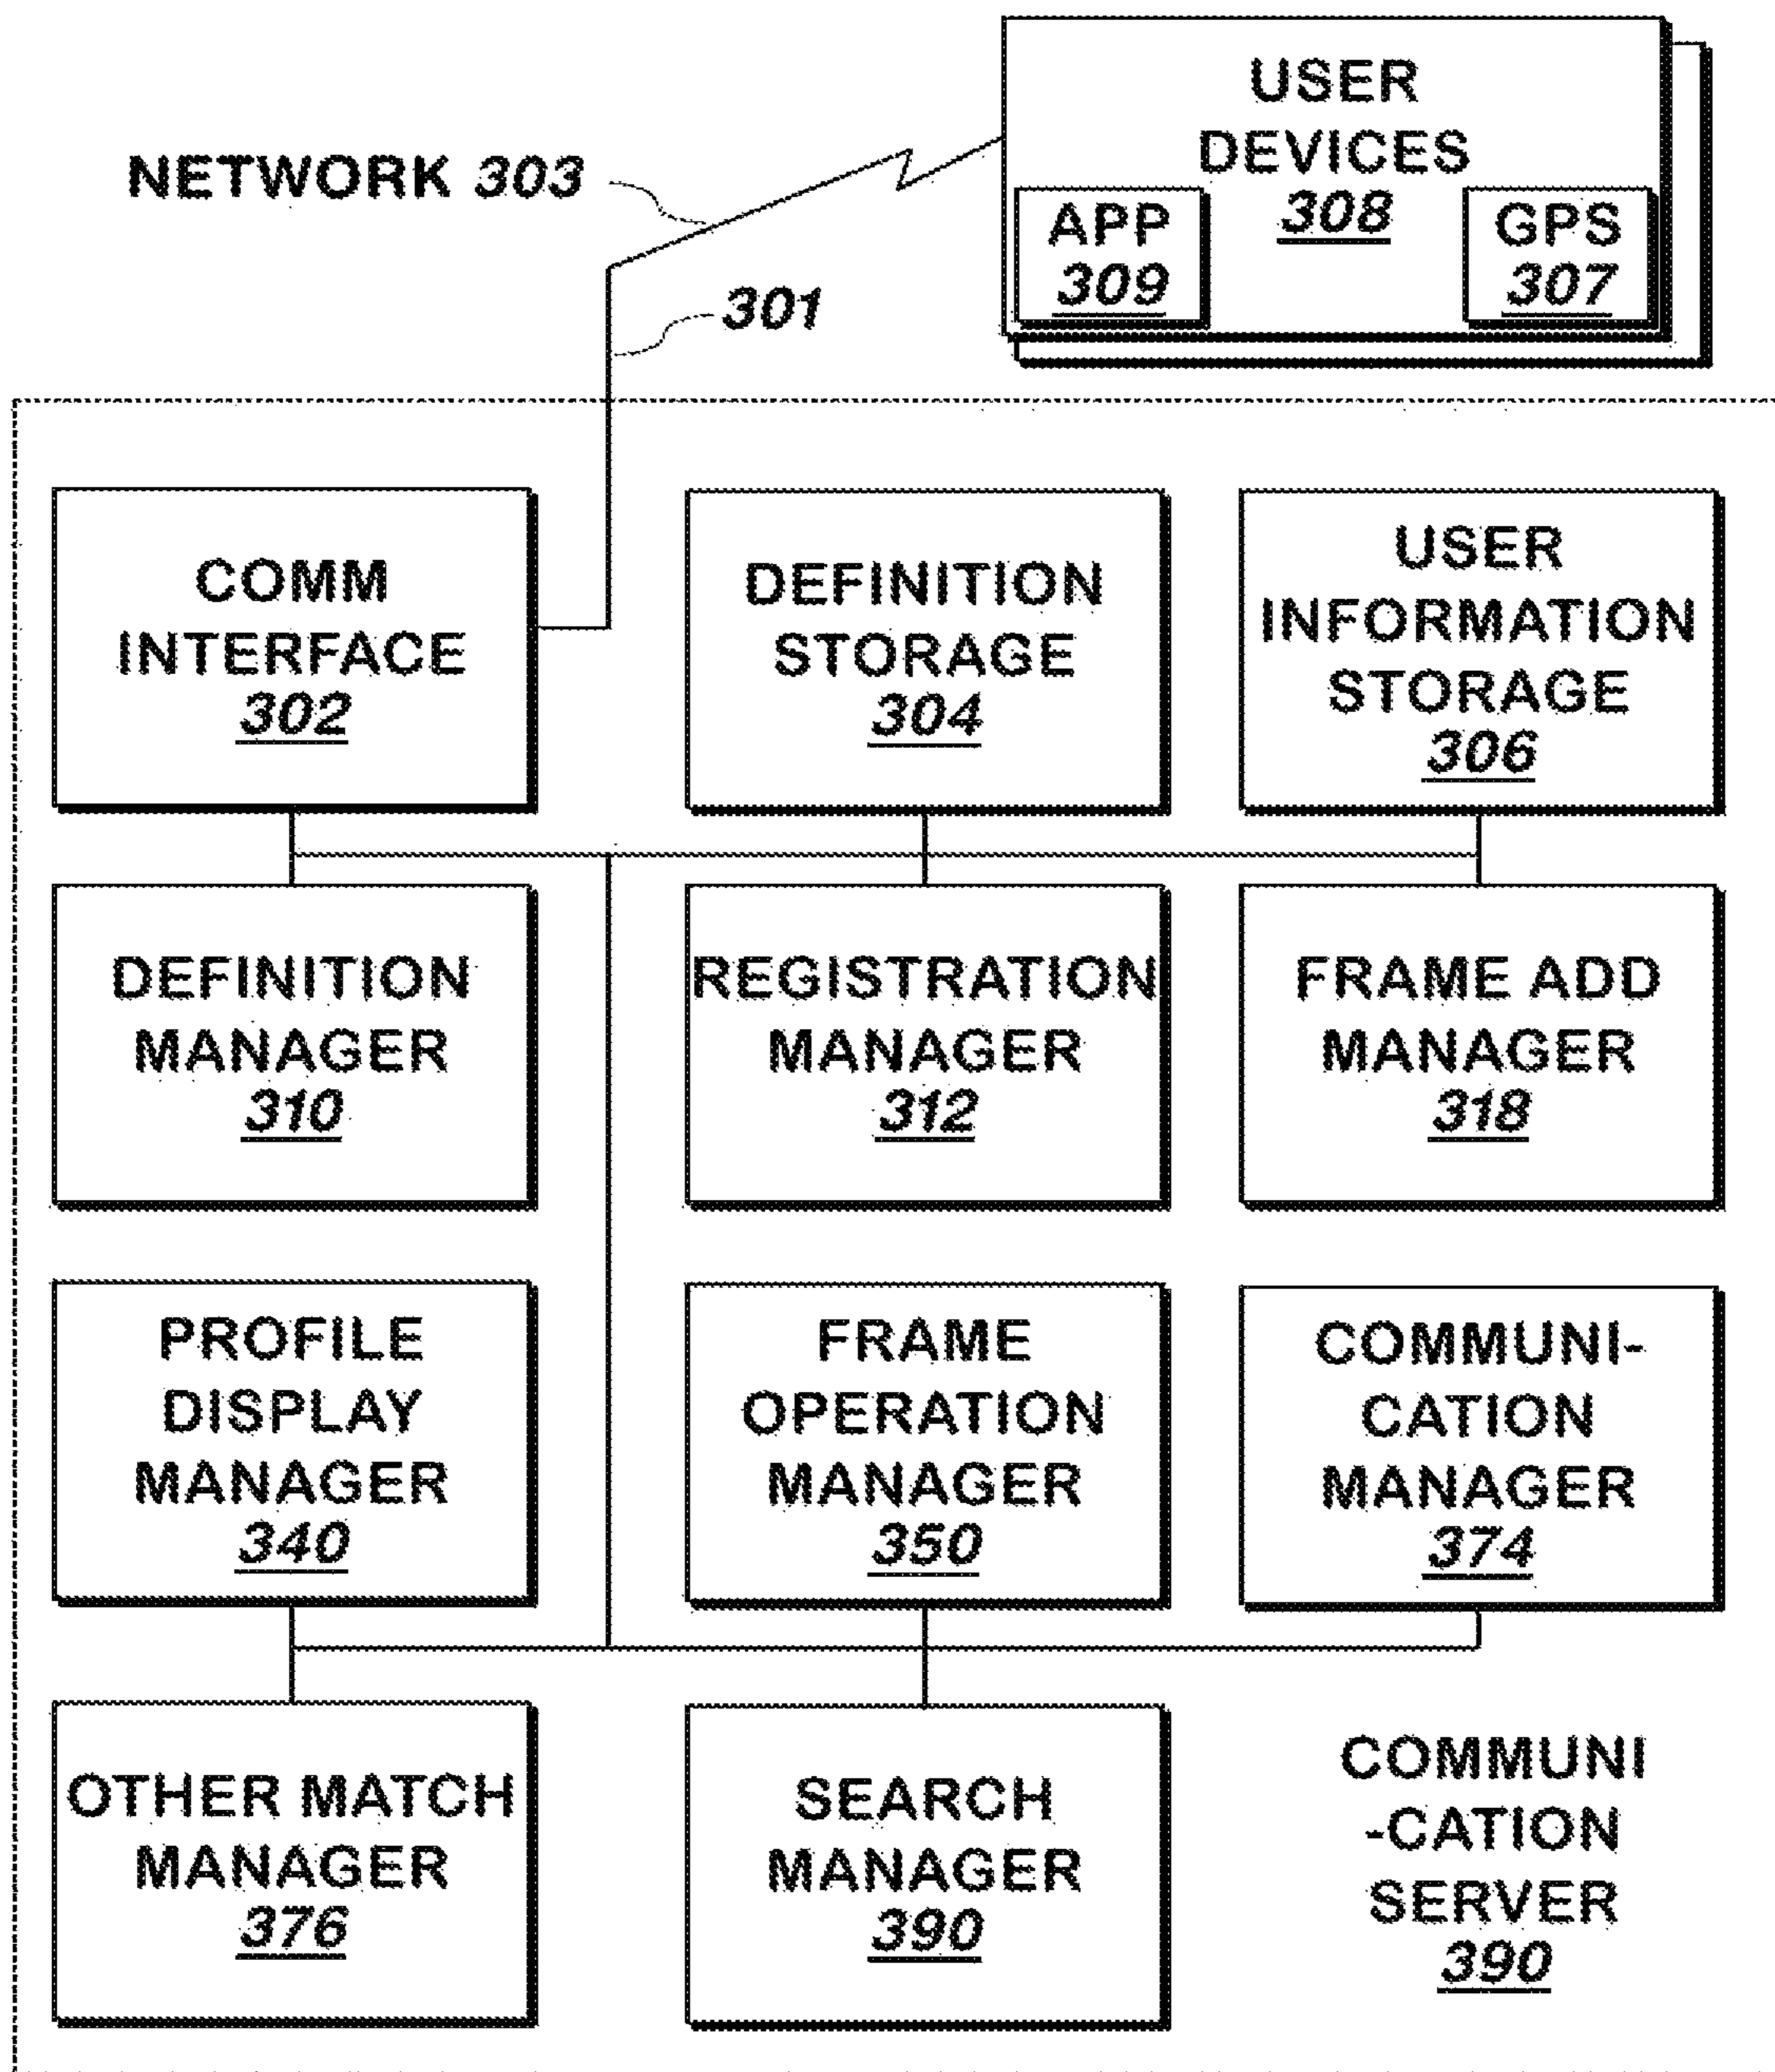 USER
DEVICES
308
NETWORK 303
APP
309
GPS
307
301
COMM
INTERFACE
302
DEFINITION
STORAGE
304
USER
INFORMATION
STORAGE
306
DEFINITION
MANAGER
310
REGISTRATION
MANAGER
312
FRAME ADD
MANAGER
318
PROFILE
DISPLAY
MANAGER
340
FRAME
OPERATION
MANAGER
350
COMMUNI-
CATION
MANAGER
374
OTHER MATCH
MANAGER
376
SEARCH
MANAGER
390
COMMUNI
-CATION
SERVER
390